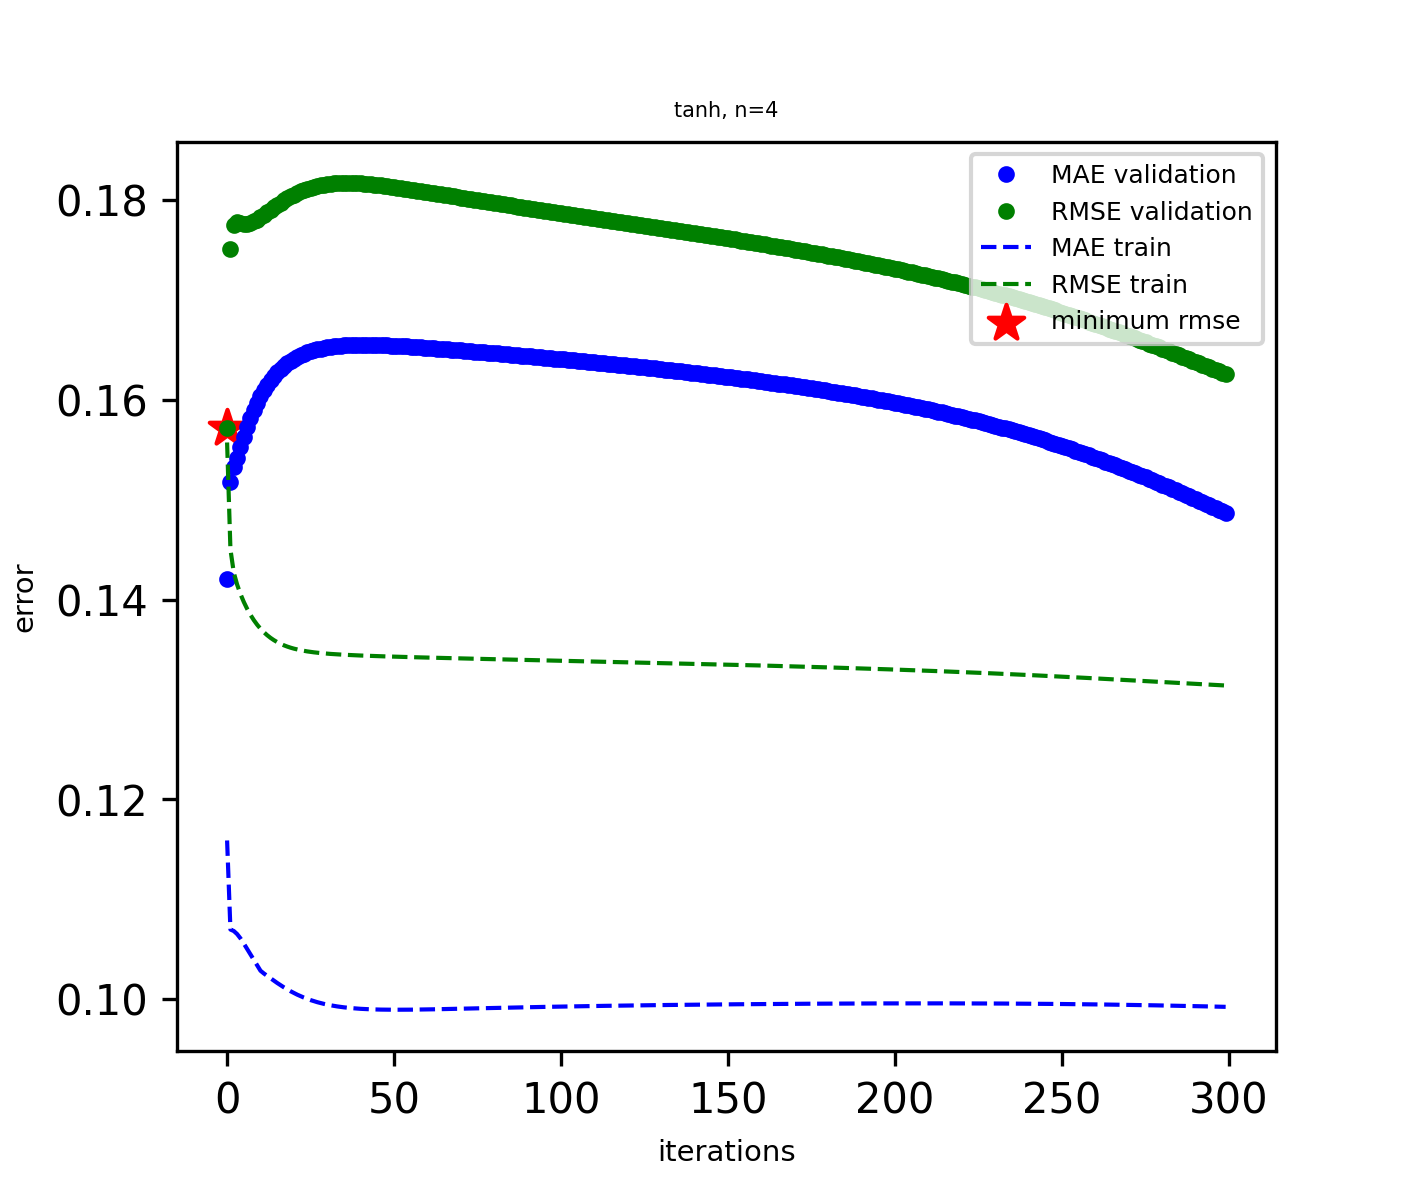 tanh, n=4
MAE validation
RMSE validation
MAE train
RMSE train
minimum rmse
error
0.18
0.16
0.14
0.12
0.10
0 50 100 150 200 250 300
iterations